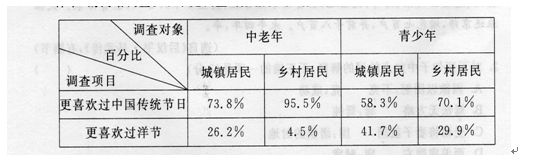 调查对象
百分比
调查项目
中老年 青少年
城镇居民 乡村居民 城镇居民 乡村居民
更喜欢过中国传统节日 73.8% 95.5% 58.3% 70.1%
更喜欢过洋节 26.2% 4.5% 41.7% 29.9%